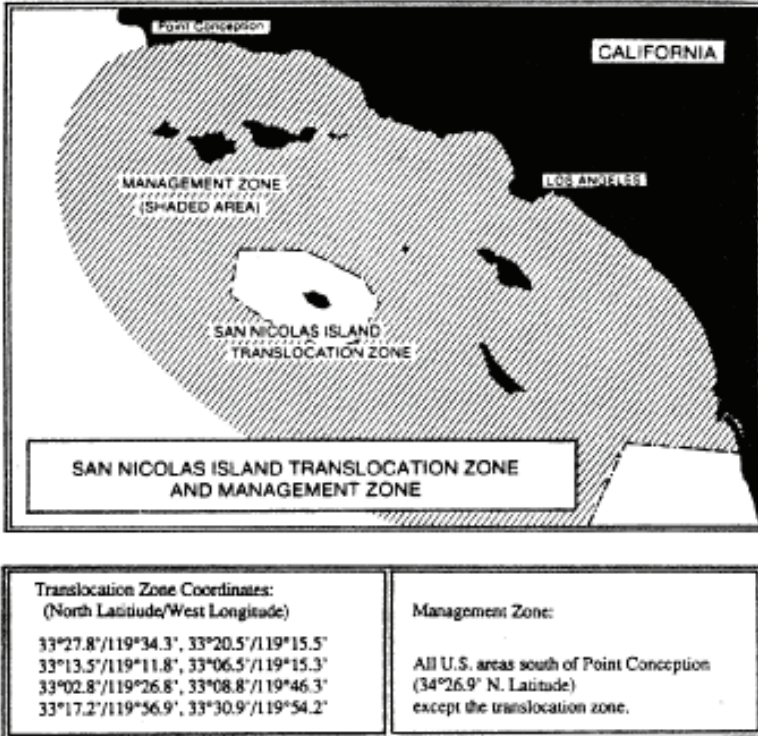 Point Conception
CALIFORNIA
MANAGEMENT ZONE
(SHADED AREA)
LOS ANGELES
SAN NICOLAS ISLAND
TRANSLOCATION ZONE
SAN NICOLAS ISLAND TRANSLOCATION ZONE
AND MANAGEMENT ZONE
Translocation Zone Coordinates:
(North Latitiude/West Longitude)
33°27.8'/119°34.3', 33°20.5'/119°15.5'
33°13.5'/119°11.8', 33°06.5'/119°15.3'
33°02.8'/119°26.8', 33°08.8'/119°46.3'
33°17.2'/119°56.9', 33°30.9'/119°54.2'
Management Zone:
All U.S. areas south of Point Conception
(34°26.9' N. Latitude)
except the translocation zone.